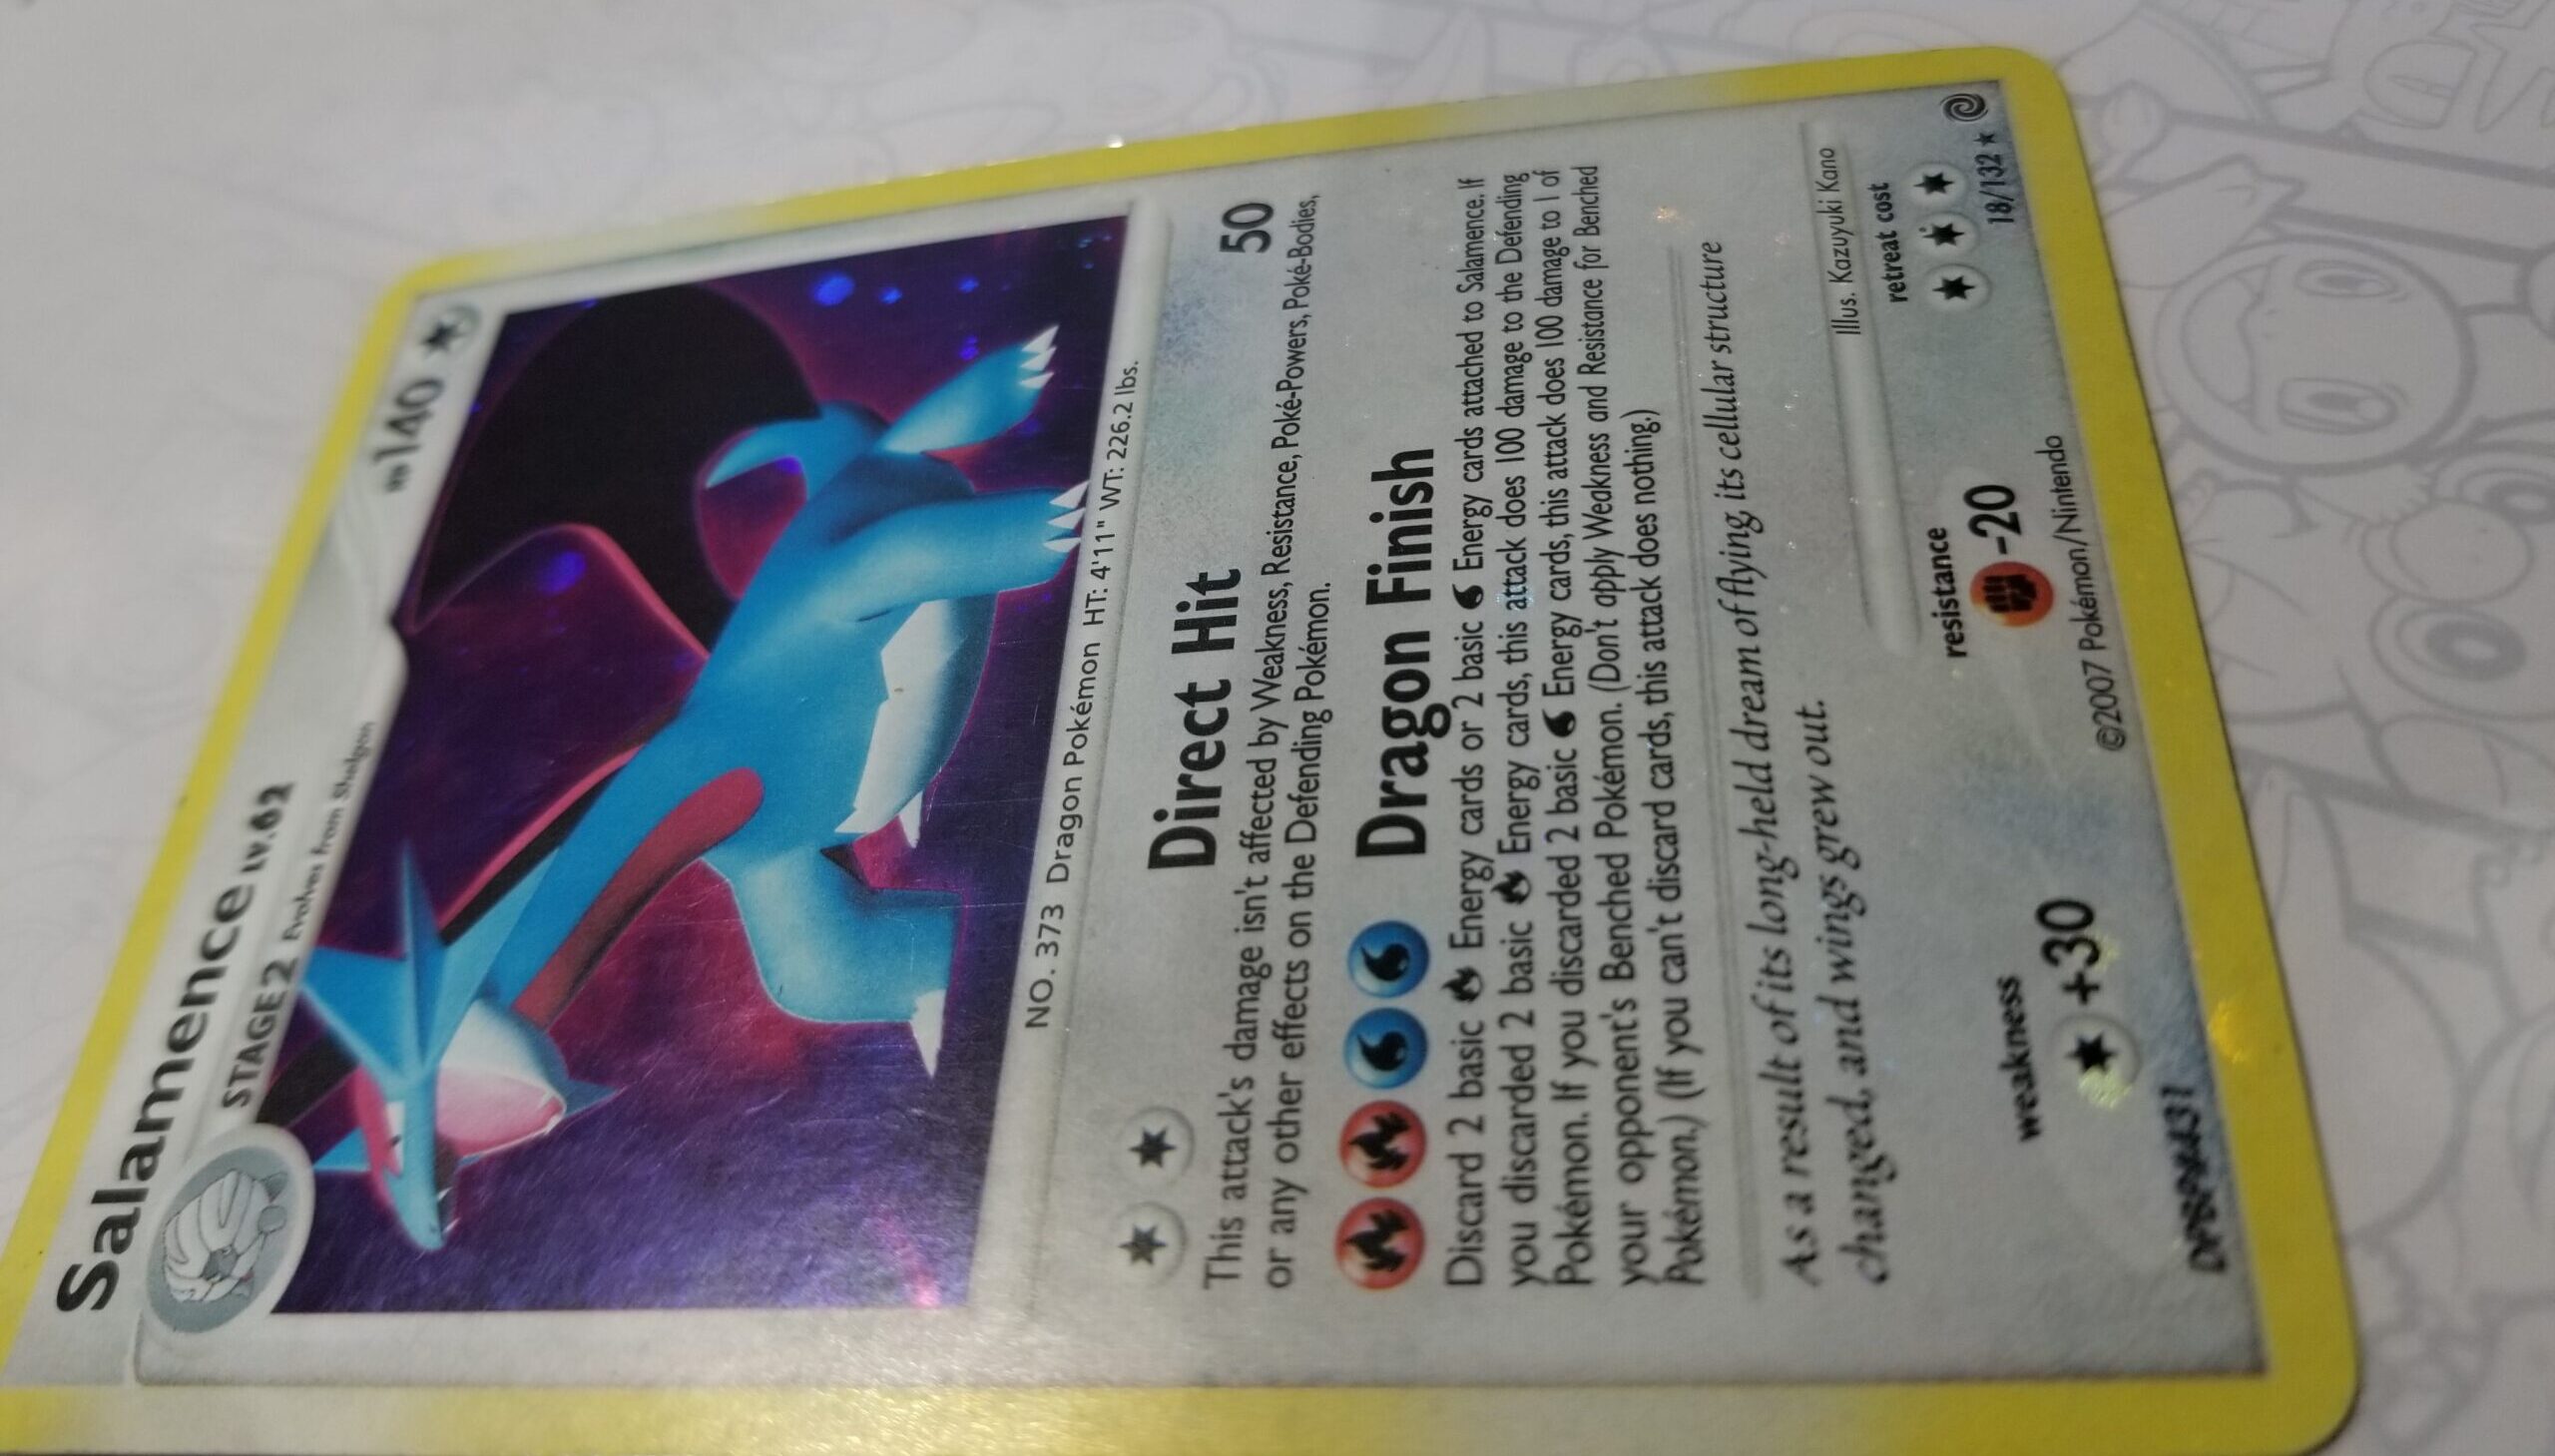 Salamence LV.62
HP140
STAGE 2 Evolves from Shelgon
NO. 373 Dragon Pokémon HT: 4'11" WT: 226.2 lbs.
Direct Hit 50
This attack's damage isn't affected by Weakness, Resistance, Poké-Powers, Poké-Bodies,
or any other effects on the Defending Pokémon.
Dragon Finish
Discard 2 basic Energy cards or 2 basic Energy cards attached to Salamence. If
you discarded 2 basic Energy cards, this attack does 100 damage to the Defending
Pokémon. If you discarded 2 basic Energy cards, this attack does 100 damage to 1 of
your opponent's Benched Pokémon. (Don't apply Weakness and Resistance for Benched
Pokémon.) (If you can't discard cards, this attack does nothing.)
As a result of its long-held dream of flying, its cellular structure
changed, and wings grew out.
Illus. Kazuyuki Kano
weakness
+30
resistance
-20
retreat cost
©2007 Pokémon/Nintendo
18/132